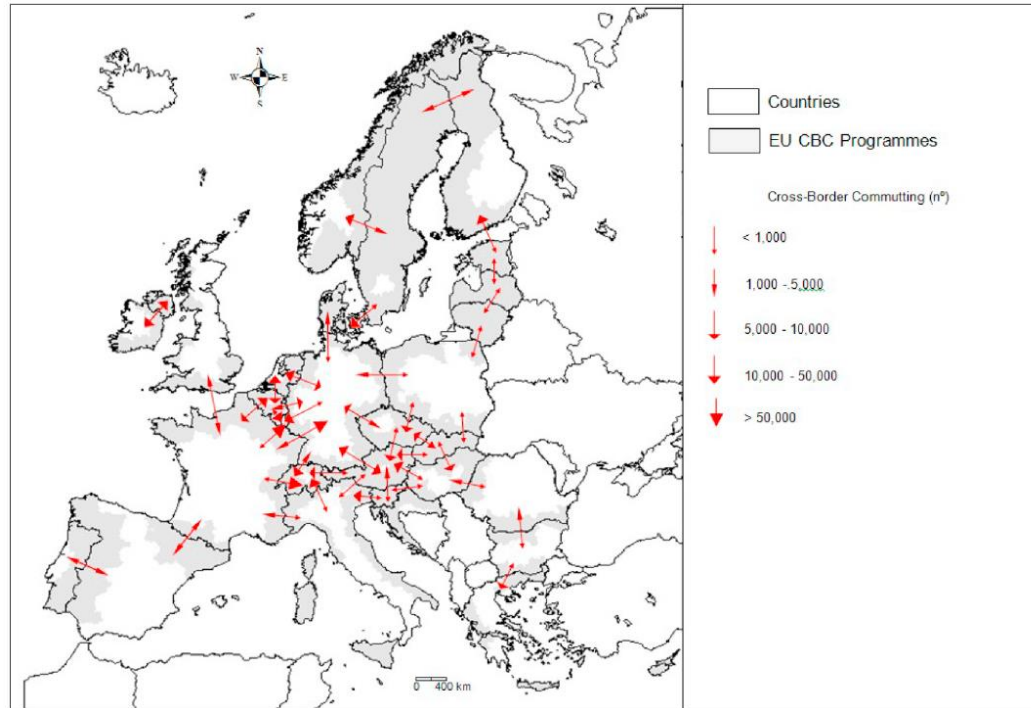 N
W E
S
Countries
EU CBC Programmes
Cross-Border Commutting (nº)
< 1,000
1,000 - 5,000
5,000 - 10,000
10,000 - 50,000
> 50,000
0 400 km